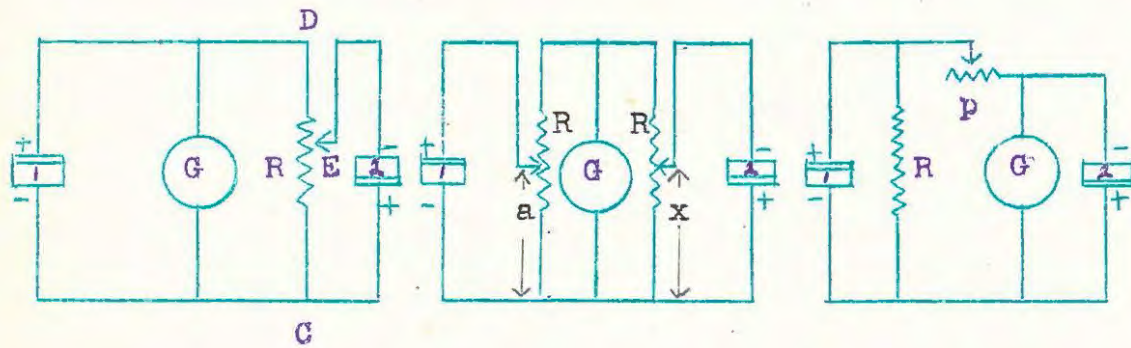 D
+ 1 - G R E - 2 +
+ 1 - R a G R x - 2 +
+ 1 - R p G - 2 +
C